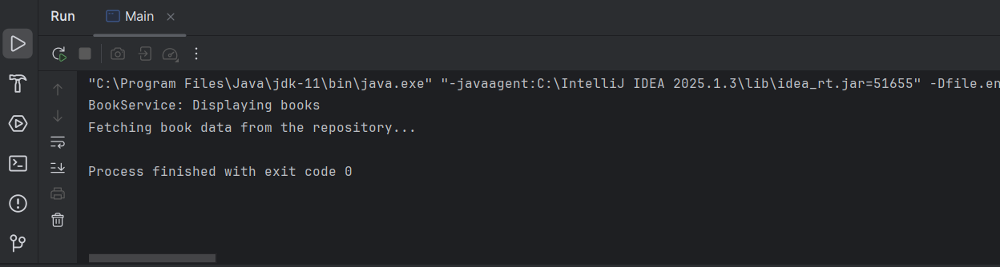 Run Main
"C:\Program Files\Java\jdk-11\bin\java.exe" "-javaagent:C:\IntelliJ IDEA 2025.1.3\lib\idea_rt.jar=51655" -Dfile.en
BookService: Displaying books
Fetching book data from the repository...
Process finished with exit code 0